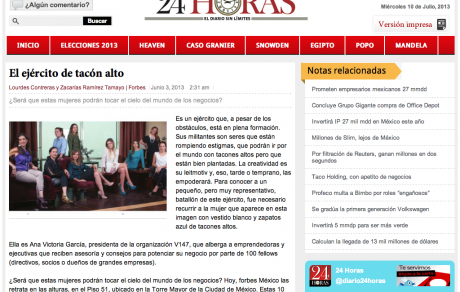 ¿Algún comentario?
24 HORAS
EL DIARIO SIN LÍMITES
Miércoles 10 de Julio, 2013
Buscar
Versión impresa
INICIO
ELECCIONES 2013
HEAVEN
CASO GRANIER
SNOWDEN
EGIPTO
POPO
MANDELA
El ejército de tacón alto
Lourdes Contreras y Zacarías Ramírez Tamayo | Forbes Junio 3, 2013 2:31 am
¿Será que estas mujeres podrán tocar el cielo del mundo de los negocios?
Es un ejército que, a pesar de los
obstáculos, está en plena formación.
Sus militantes son seres que están
rompiendo estigmas, que podrán ir por
el mundo con tacones altos pero que
están bien plantadas. La creatividad es
su leitmotiv y, eso, tarde o temprano, las
empoderará. Para conocer a un
pequeño, pero muy representativo,
batallón de este ejército, fue necesario
recurrir a la mujer que aparece en esta
imagen con vestido blanco y zapatos
azul de tacones altos.
Ella es Ana Victoria García, presidenta de la organización V147, que alberga a emprendedoras y
ejecutivas que reciben asesoría y consejos para potenciar su negocio por parte de 100 fellows
(directivos, socios o dueños de grandes empresas).
¿Será que estas mujeres podrán tocar el cielo de los negocios? Hoy, forbes México las
retrata en las alturas, en el Piso 51, ubicado en la Torre Mayor de la Ciudad de México. Estas 10
Notas relacionadas
Prometen empresarios mexicanos 27 mmdd
Concluye Grupo Gigante compra de Office Depot
Invertirá IP 27 mil mdd en México este año
Millones de Slim, lejos de México
Por filtración de Reuters, ganan millones en dos
segundos
Taco Holding, con apellido de negocios
Profeco multa a Bimbo por roles "engañosos"
Se gradúa la primera generación Volkswagen
Invertirá 5 mmdp para ser más verde
Calculan la llegada de 13 mil millones de dólares
24
HORAS
24 Horas
@diario24horas